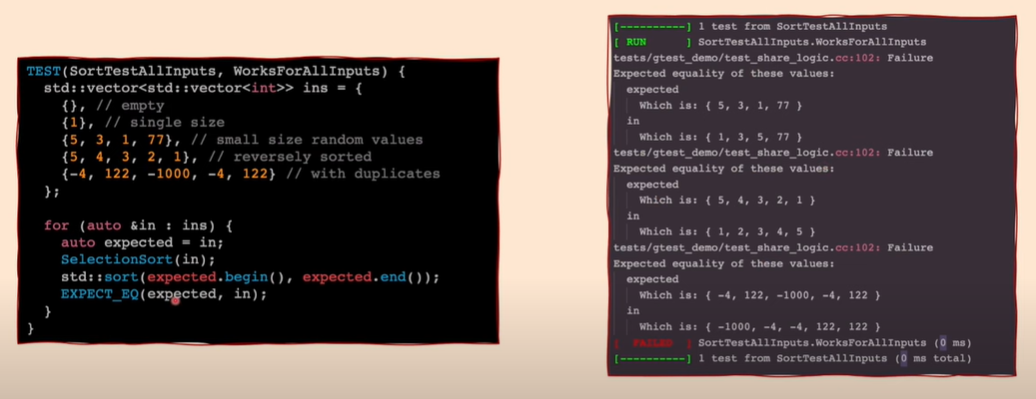 TEST(SortTestAllInputs, WorksForAllInputs) {
  std::vector<std::vector<int>> ins = {
    {}, // empty
    {1}, // single size
    {5, 3, 1, 77}, // small size random values
    {5, 4, 3, 2, 1}, // reversely sorted
    {-4, 122, -1000, -4, 122} // with duplicates
  };

  for (auto &in : ins) {
    auto expected = in;
    SelectionSort(in);
    std::sort(expected.begin(), expected.end());
    EXPECT_EQ(expected, in);
  }
}
[----------] 1 test from SortTestAllInputs
[ RUN      ] SortTestAllInputs.WorksForAllInputs
tests/gtest_demo/test_share_logic.cc:102: Failure
Expected equality of these values:
  expected
    Which is: { 5, 3, 1, 77 }
  in
    Which is: { 1, 3, 5, 77 }
tests/gtest_demo/test_share_logic.cc:102: Failure
Expected equality of these values:
  expected
    Which is: { 5, 4, 3, 2, 1 }
  in
    Which is: { 1, 2, 3, 4, 5 }
tests/gtest_demo/test_share_logic.cc:102: Failure
Expected equality of these values:
  expected
    Which is: { -4, 122, -1000, -4, 122 }
  in
    Which is: { -1000, -4, -4, 122, 122 }
[  FAILED  ] SortTestAllInputs.WorksForAllInputs (0 ms)
[----------] 1 test from SortTestAllInputs (0 ms total)